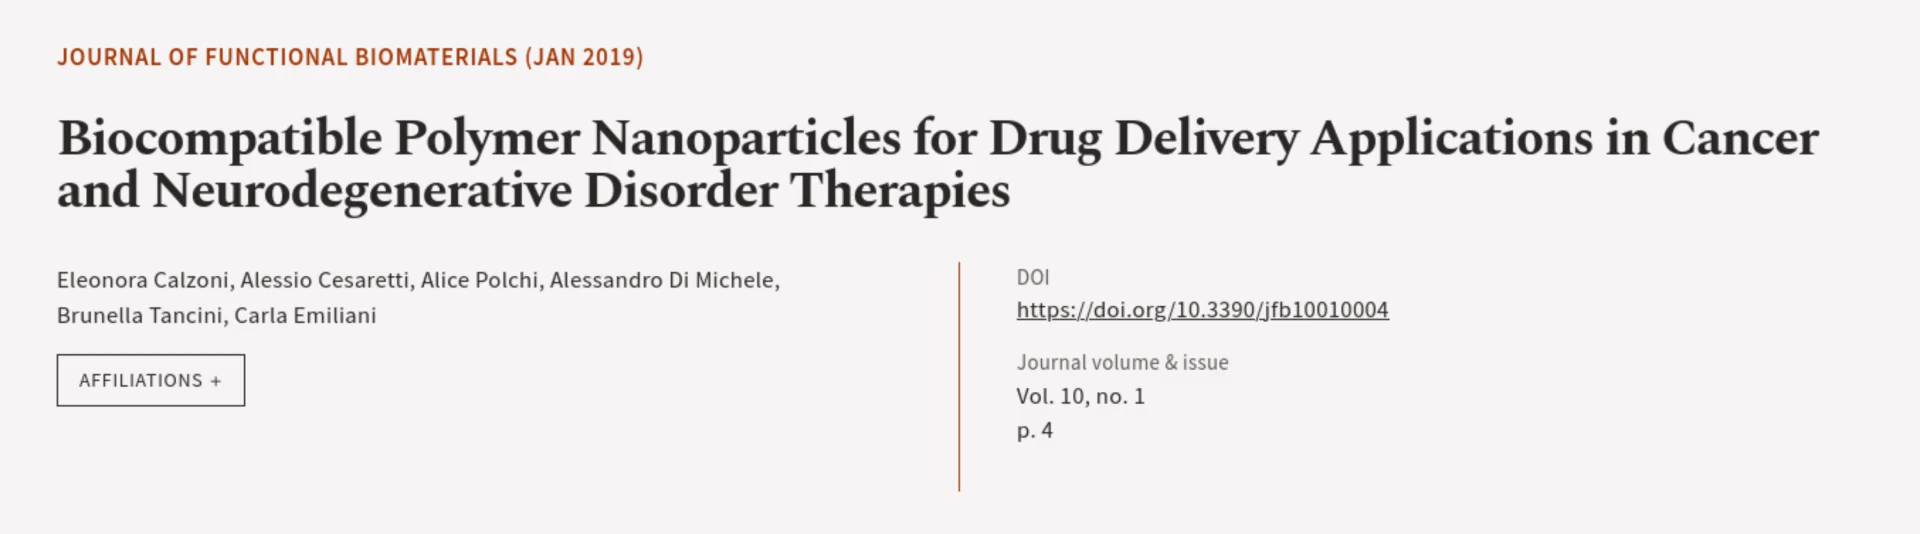 JOURNAL OF FUNCTIONAL BIOMATERIALS (JAN 2019)
Biocompatible Polymer Nanoparticles for Drug Delivery Applications in Cancer
and Neurodegenerative Disorder Therapies
Eleonora Calzoni, Alessio Cesaretti, Alice Polchi, Alessandro Di Michele,
Brunella Tancini, Carla Emiliani
AFFILIATIONS +
DOI
https://doi.org/10.3390/jfb10010004
Journal volume & issue
Vol. 10, no. 1
p. 4